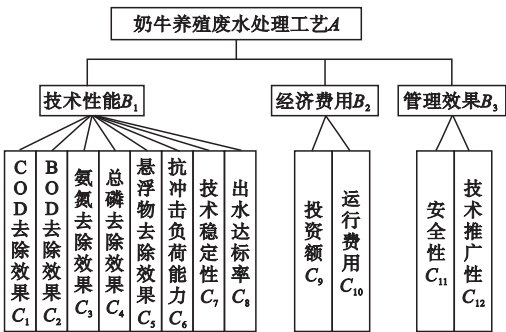 奶牛养殖废水处理工艺A
技术性能B₁
经济费用B₂
管理效果B₃
COD去除效果C₁
BOD去除效果C₂
氨氮去除效果C₃
总磷去除效果C₄
悬浮物去除效果C₅
抗冲击负荷能力C₆
技术稳定性C₇
出水达标率C₈
投资额C₉
运行费用C₁₀
安全性C₁₁
技术推广性C₁₂